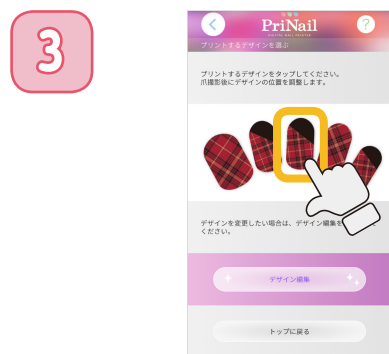 3
PriNail
DIGITAL NAIL PRINTER
?
プリントするデザインを選ぶ
プリントするデザインをタップしてください。
爪撮影後にデザインの位置を調整します。
デザインを変更したい場合は、デザイン編集を
ください。
デザイン編集
トップに戻る